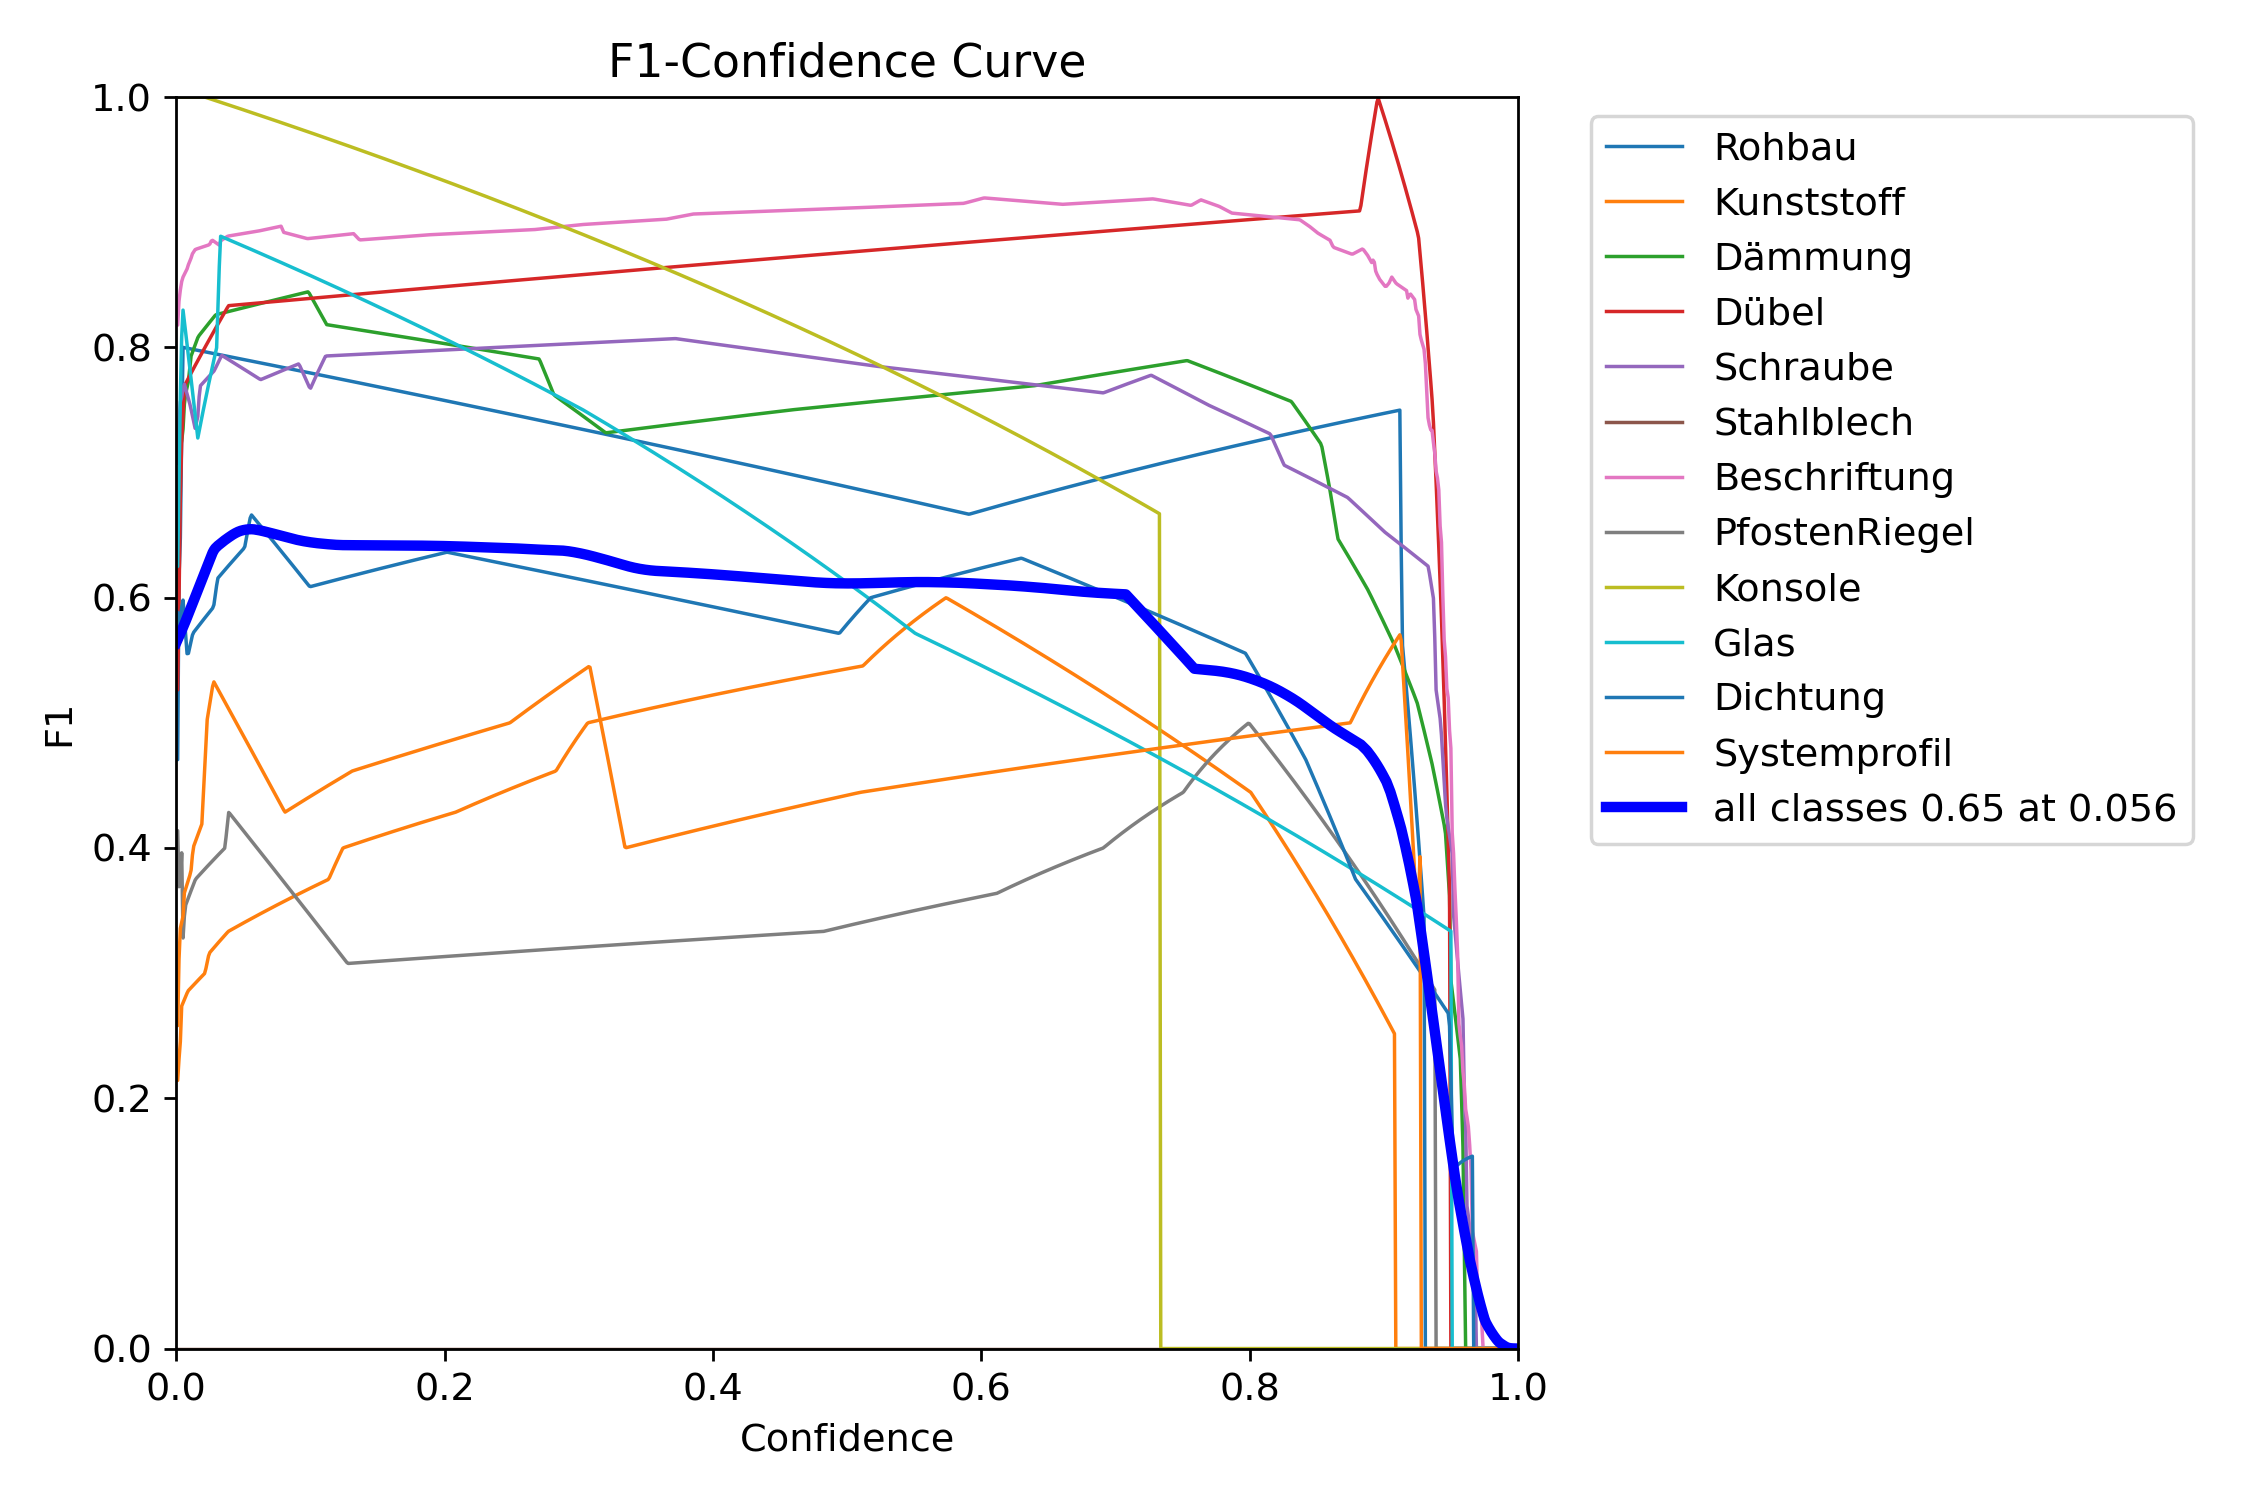 F1-Confidence Curve
1.0
0.8
0.6
0.4
0.2
0.0
F1
0.0 0.2 0.4 0.6 0.8 1.0
Confidence
Rohbau
Kunststoff
Dämmung
Dübel
Schraube
Stahlblech
Beschriftung
PfostenRiegel
Konsole
Glas
Dichtung
Systemprofil
all classes 0.65 at 0.056